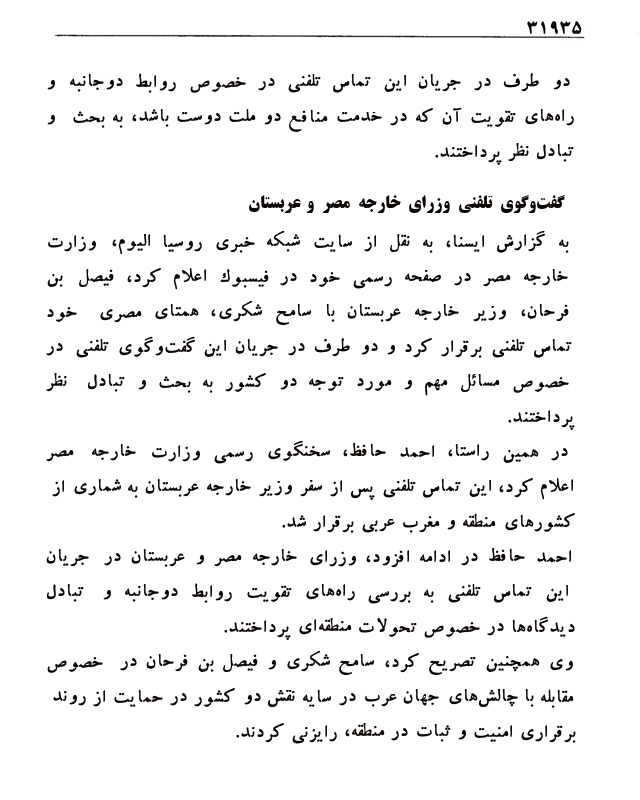 ۳۱۹۳۵
دو طرف در جریان این تماس تلفنی در خصوص روابط دوجانبه و
راه‌های تقویت آن که در خدمت منافع دو ملت دوست باشد، به بحث و
تبادل نظر پرداختند.
گفت‌وگوی تلفنی وزرای خارجه مصر و عربستان
به گزارش ایسنا، به نقل از سایت شبکه خبری روسیا الیوم، وزارت
خارجه مصر در صفحه رسمی خود در فیسبوك اعلام کرد، فیصل بن
فرحان، وزیر خارجه عربستان با سامح شکری، همتای مصری خود
تماس تلفنی برقرار کرد و دو طرف در جریان این گفت‌وگوی تلفنی در
خصوص مسائل مهم و مورد توجه دو کشور به بحث و تبادل نظر
پرداختند.
در همین راستا، احمد حافظ، سخنگوی رسمی وزارت خارجه مصر
اعلام کرد، این تماس تلفنی پس از سفر وزیر خارجه عربستان به شماری از
کشورهای منطقه و مغرب عربی برقرار شد.
احمد حافظ در ادامه افزود، وزرای خارجه مصر و عربستان در جریان
این تماس تلفنی به بررسی راه‌های تقویت روابط دوجانبه و تبادل
دیدگاه‌ها در خصوص تحولات منطقه‌ای پرداختند.
وی همچنین تصریح کرد، سامح شکری و فیصل بن فرحان در خصوص
مقابله با چالش‌های جهان عرب در سایه نقش دو کشور در حمایت از روند
برقراری امنیت و ثبات در منطقه، رایزنی کردند.